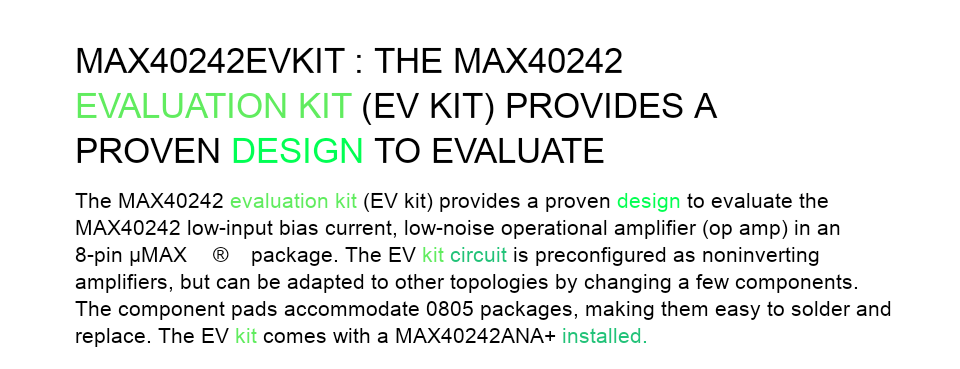 MAX40242EVKIT : THE MAX40242
EVALUATION KIT (EV KIT) PROVIDES A
PROVEN DESIGN TO EVALUATE
The MAX40242 evaluation kit (EV kit) provides a proven design to evaluate the
MAX40242 low-input bias current, low-noise operational amplifier (op amp) in an
8-pin µMAX ® package. The EV kit circuit is preconfigured as noninverting
amplifiers, but can be adapted to other topologies by changing a few components.
The component pads accommodate 0805 packages, making them easy to solder and
replace. The EV kit comes with a MAX40242ANA+ installed.